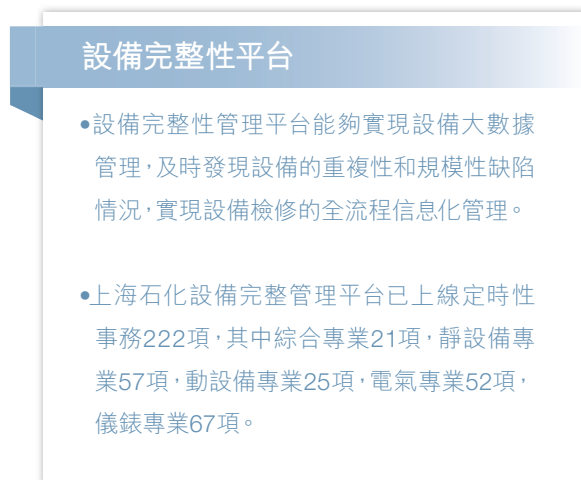 設備完整性平台
•設備完整性管理平台能夠實現設備大數據
管理，及時發現設備的重複性和規模性缺陷
情況，實現設備檢修的全流程信息化管理。
•上海石化設備完整管理平台已上線定時性
事務222項，其中綜合專業21項，靜設備專
業57項，動設備專業25項，電氣專業52項，
儀錶專業67項。